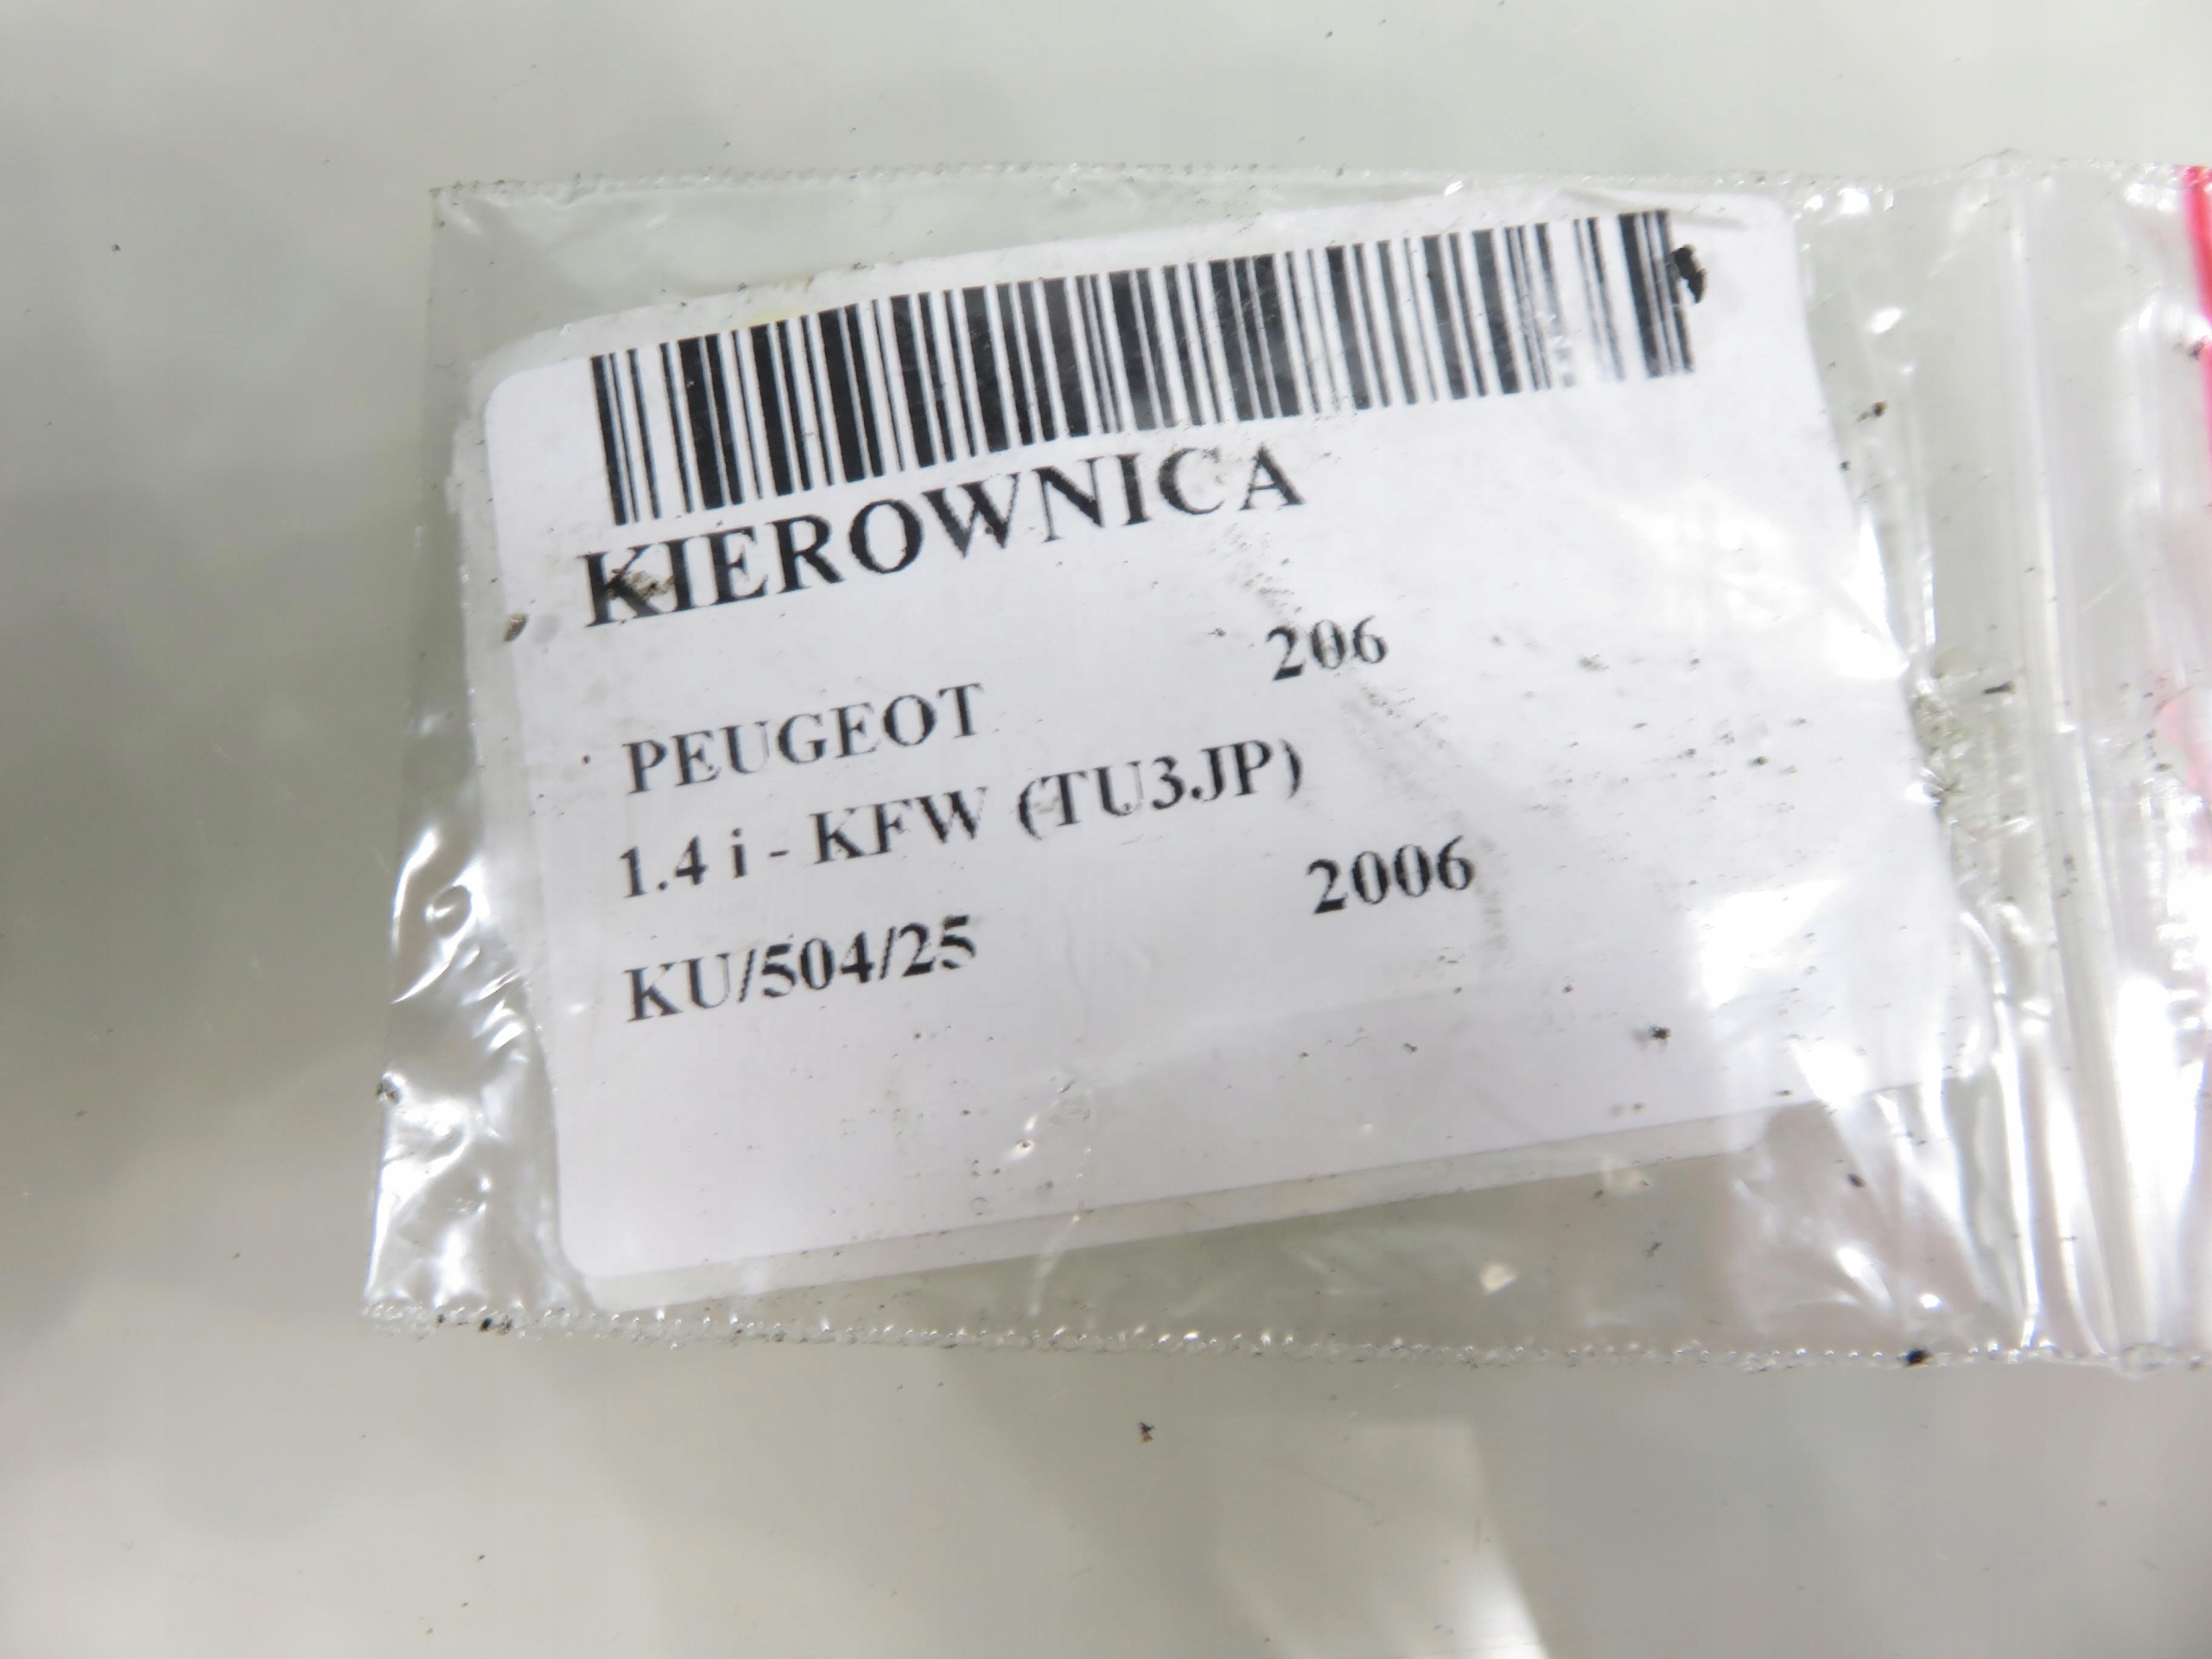 KIEROWNICA
PEUGEOT 206
1.4 i - KFW (TU3JP)
KU/504/25 2006